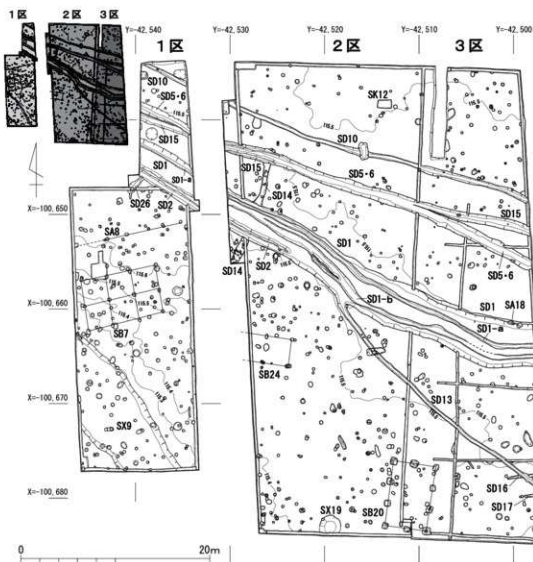 1区 2区 3区
Y=-42,540 Y=-42,530 Y=-42,520 Y=-42,510 Y=-42,500
1区 2区 3区
SD10
SD5・6
SD15
SD1
SD1-a
SD26
SD2
SA8
SB7
SX9
SK12
SD10
SD5・6
SD15
SD14
SD1
SD15
SD14
SD2
SD5・6
SD1-b
SD1
SA18
SD1-a
SB24
SD13
SD16
SD17
SX19
SB20
X=-100,650
X=-100,660
X=-100,670
X=-100,680
0 20m